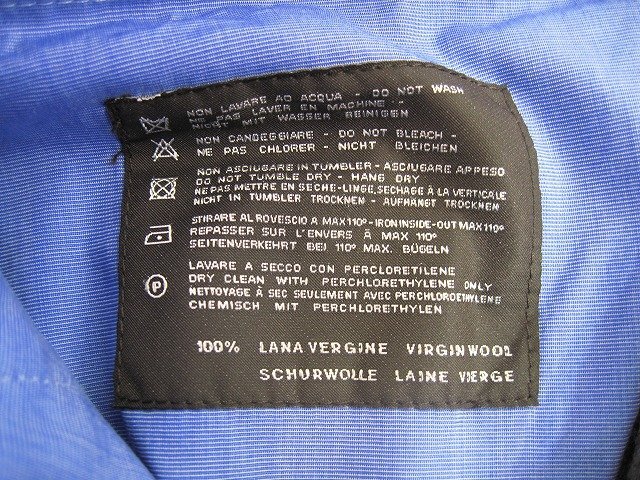 NON LAVARE AD ACQUA - DO NOT WASH
NE PAS LAVER EN MACHINE -
NICHT MIT WASSER REINIGEN
NON CANDEGGIARE - DO NOT BLEACH -
NE PAS CHLORER - NICHT BLEICHEN
NON ASCIUGARE IN TUMBLER - ASCIUGARE APPESO
DO NOT TUMBLE DRY - HANG DRY
NE PAS METTRE EN SECHE-LINGE, SECHAGE À LA VERTICALE
NICHT IN TUMBLER TROCKNEN - AUFHÄNGT TROCKNEN
STIRARE AL ROVESCIO A MAX 110° - IRON INSIDE-OUT MAX 110°
REPASSER SUR L'ENVERS À MAX 110°
SEITENVERKEHRT BEI 110° MAX. BÜGELN
P
LAVARE A SECCO CON PERCLORETILENE
DRY CLEAN WITH PERCHLORETHYLENE ONLY
NETTOYAGE À SEC SEULEMENT AVEC PERCHLOROETHYLENE
CHEMISCH MIT PERCHLORETHYLEN
100% LANA VERGINE VIRGIN WOOL
SCHURWOLLE LAINE VIERGE